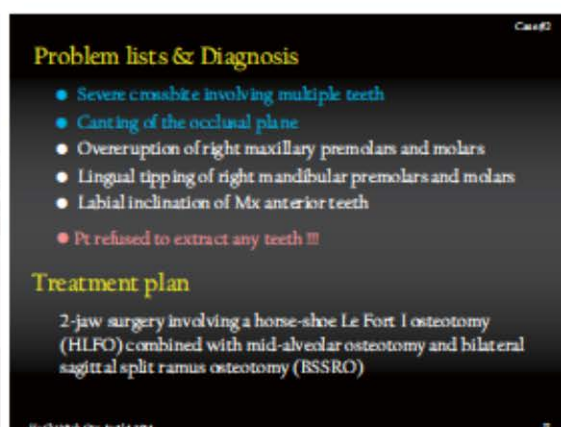 Case#2
Problem lists & Diagnosis
● Severe crossbite involving multiple teeth
● Canting of the occlusal plane
● Overeruption of right maxillary premolars and molars
● Lingual tipping of right mandibular premolars and molars
● Labial inclination of Mx anterior teeth
● Pt refused to extract any teeth !!!
Treatment plan
2-jaw surgery involving a horse-shoe Le Fort I osteotomy
(HLFO) combined with mid-alveolar osteotomy and bilateral
sagittal split ramus osteotomy (BSSRO)